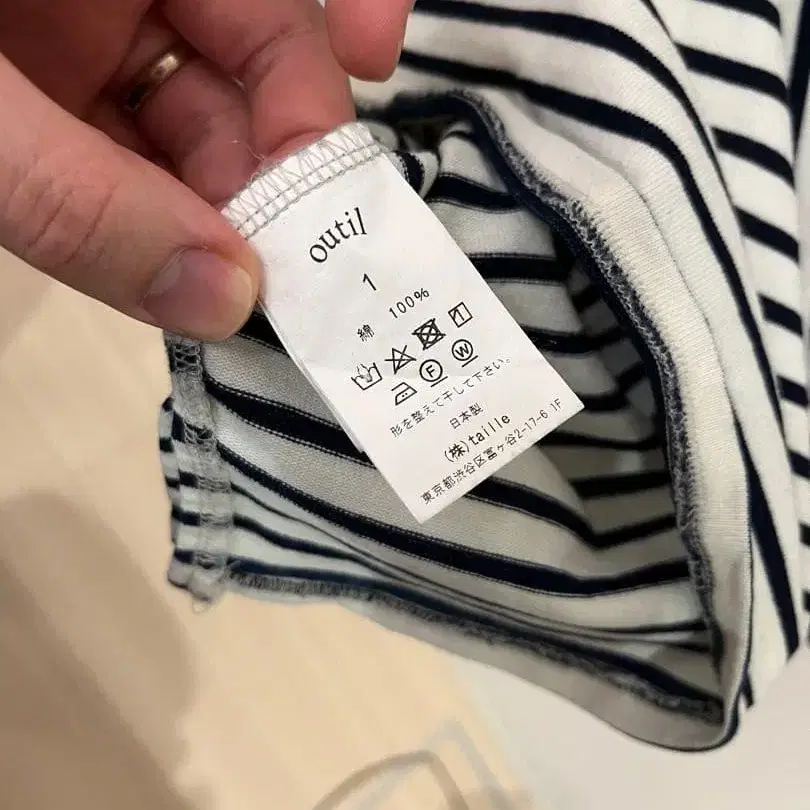 outil
1
綿 100%
F W
形を整えて干して下さい。
日本製
(株)taille
東京都渋谷区富ヶ谷2-17-6 1F